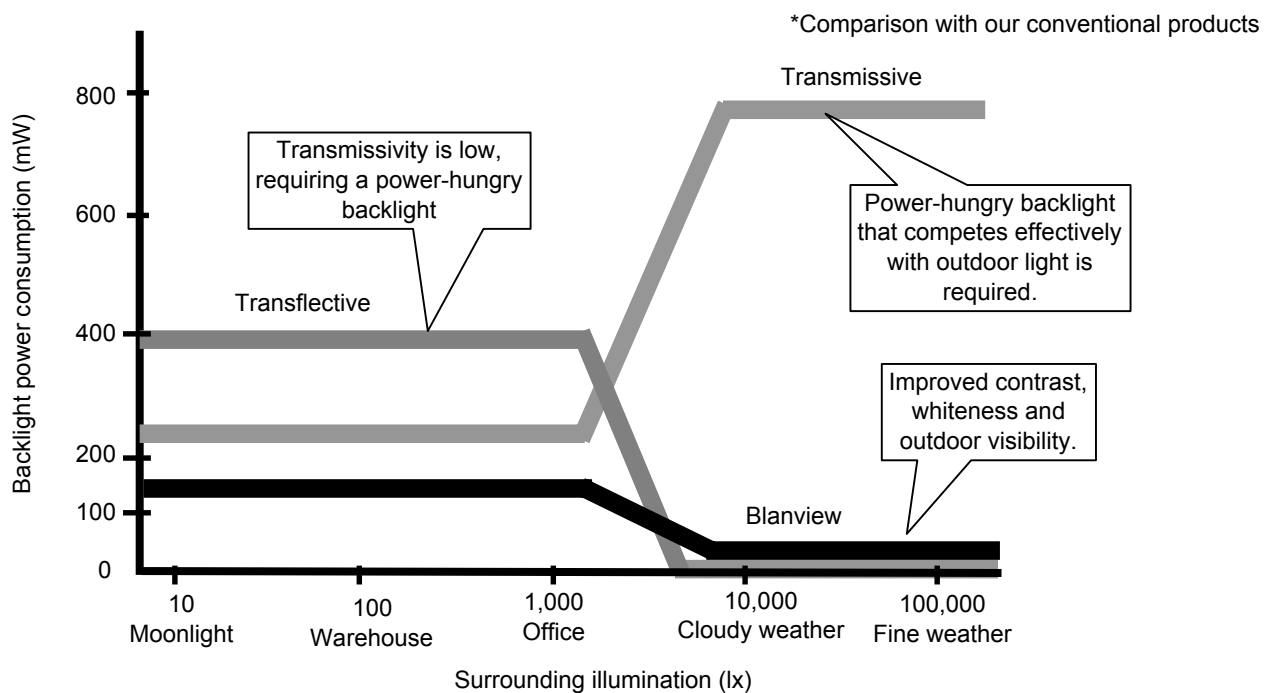 *Comparison with our conventional products
Transmissive
800
Transmissivity is low,
requiring a power-hungry
backlight
Power-hungry backlight
that competes effectively
with outdoor light is
required.
600
Backlight power consumption (mW)
Transflective
400
Improved contrast,
whiteness and
outdoor visibility.
200
100
Blanview
0
10
Moonlight
100
Warehouse
1,000
Office
10,000
Cloudy weather
100,000
Fine weather
Surrounding illumination (lx)